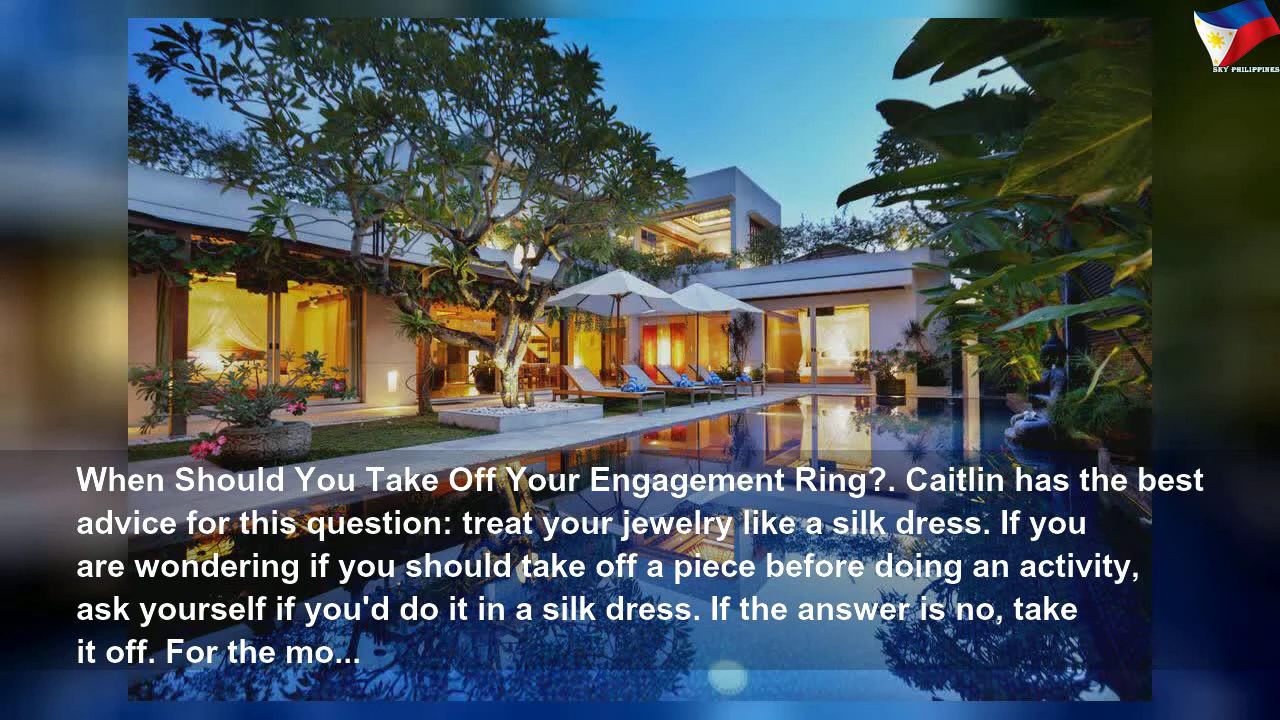 SKY PHILIPPINES
When Should You Take Off Your Engagement Ring?. Caitlin has the best
advice for this question: treat your jewelry like a silk dress. If you
are wondering if you should take off a piece before doing an activity,
ask yourself if you'd do it in a silk dress. If the answer is no, take
it off. For the mo...